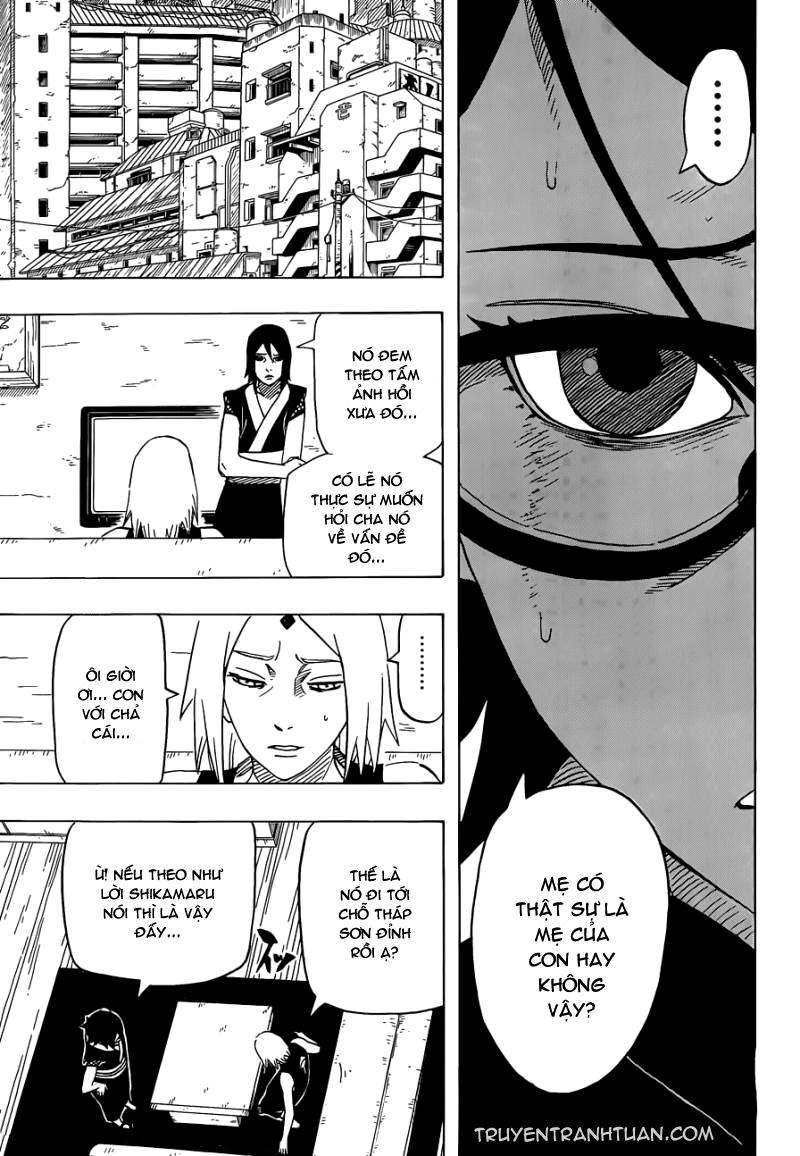 ......
MẸ CÓ
THẬT SỰ LÀ
MẸ CỦA
CON HAY
KHÔNG
VẬY?
NÓ ĐEM
THEO TẤM
ẢNH HỒI
XƯA ĐÓ...
CÓ LẼ NÓ
THỰC SỰ MUỐN
HỎI CHA NÓ
VỀ VẤN ĐỀ
ĐÓ...
......
ÔI GIỜI
ƠI... CON
VỚI CHẢ
CÁI...
THẾ LÀ
NÓ ĐI TỚI
CHỖ THÁP
SƠN ĐỈNH
RỒI Ạ?
Ừ! NẾU THEO NHƯ
LỜI SHIKAMARU
NÓI THÌ LÀ VẬY
ĐẤY...
TRUYENTRANHTUAN.COM